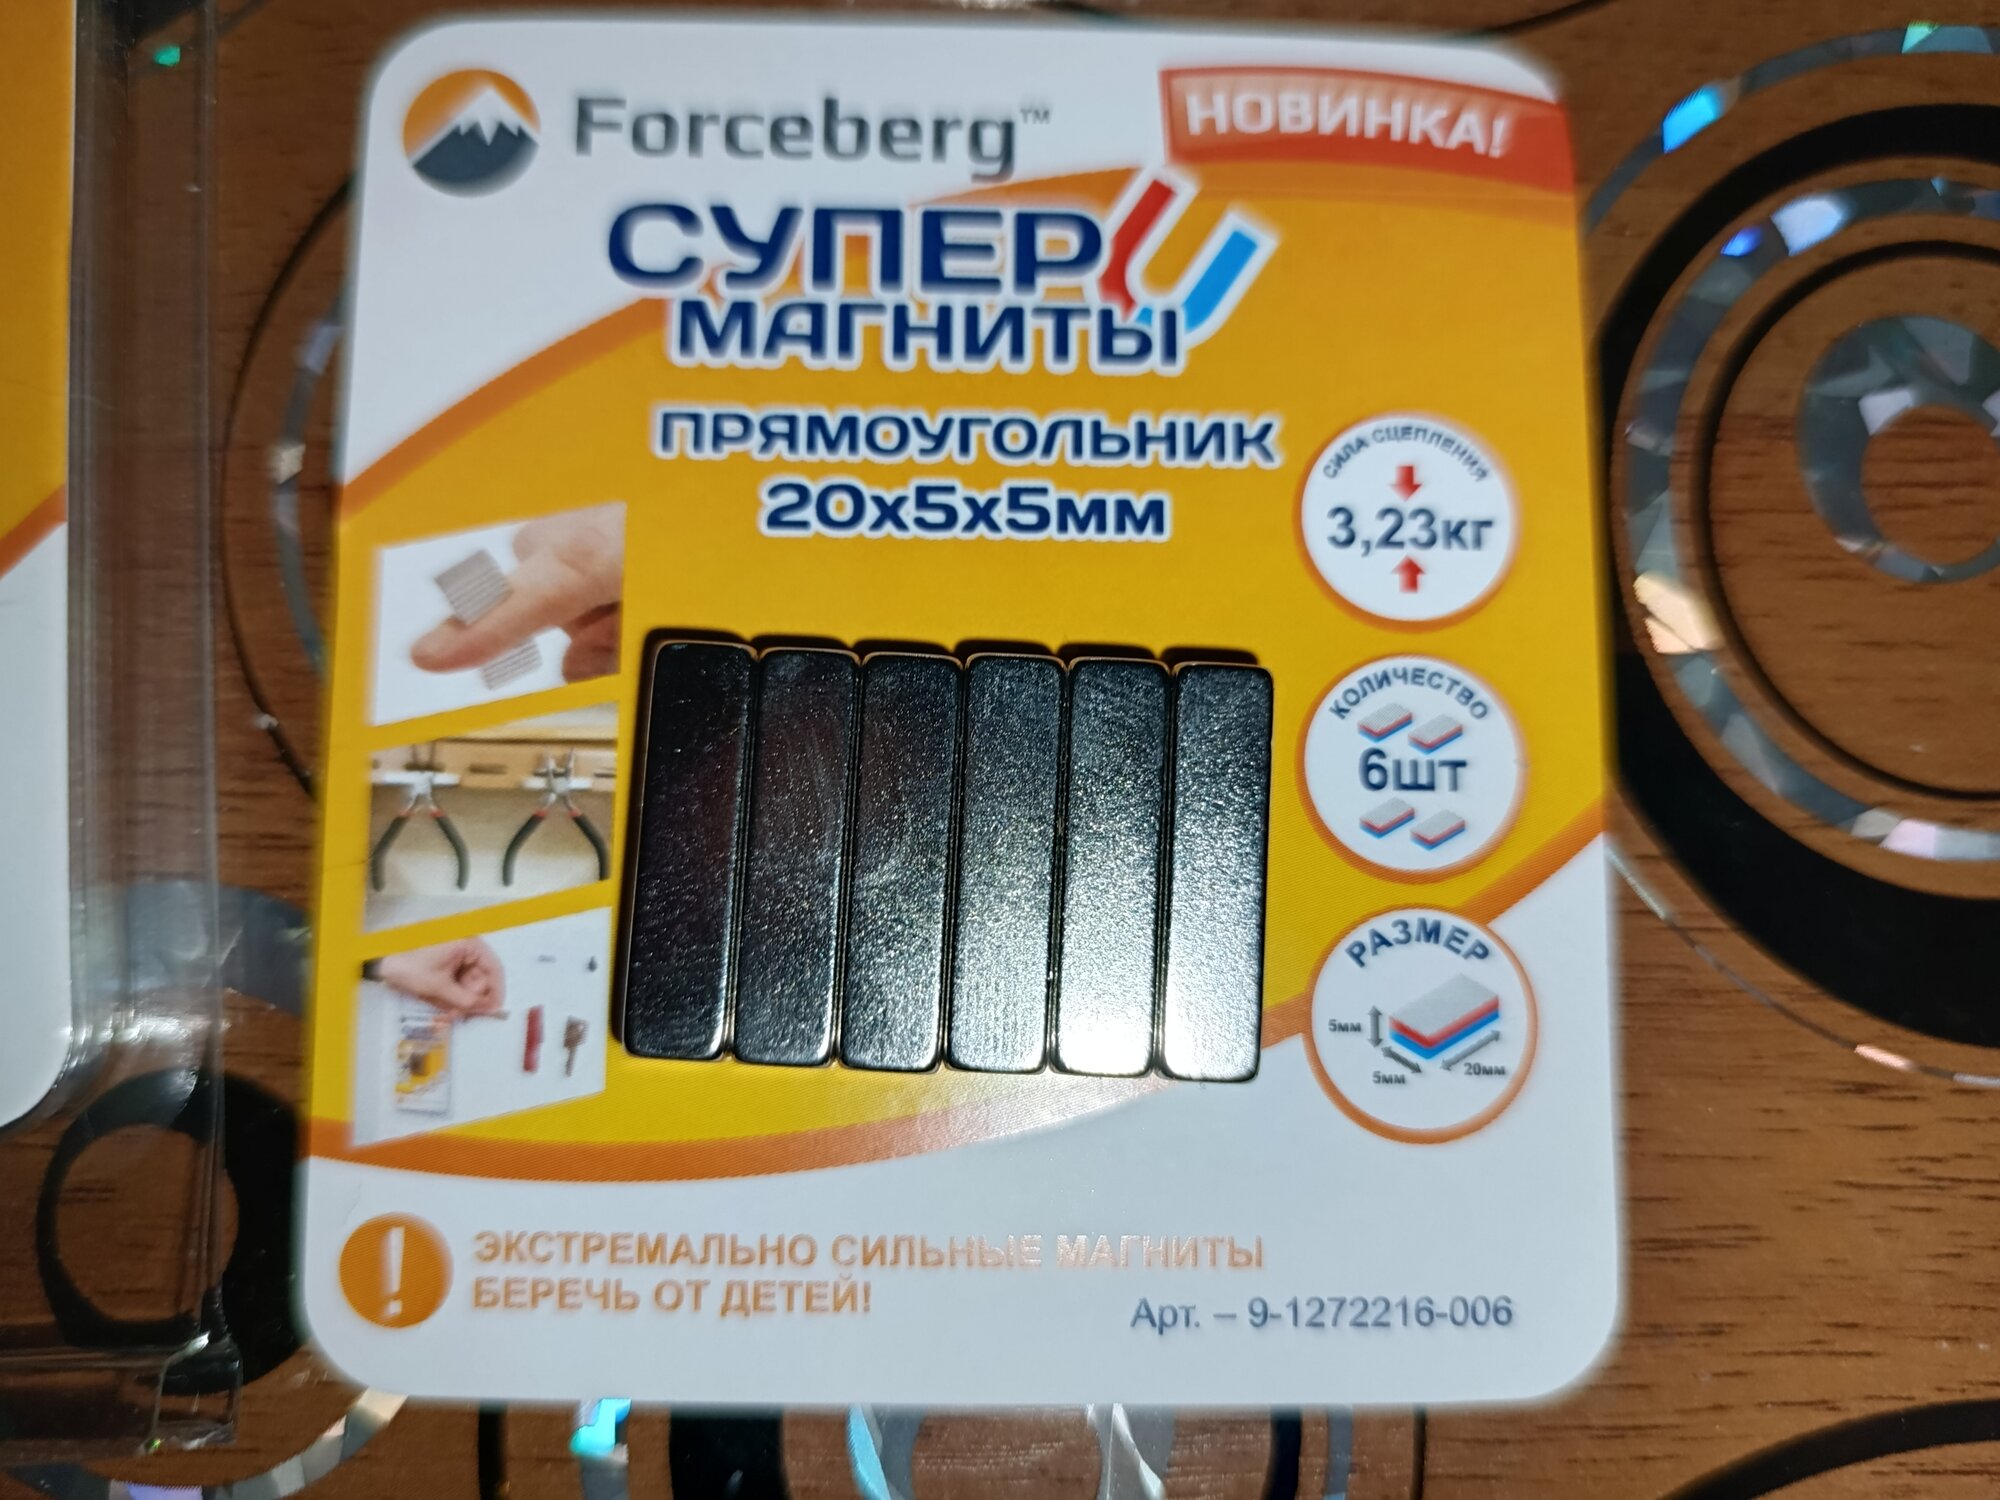 Forceberg™
НОВИНКА!
СУПЕР
МАГНИТЫ
ПРЯМОУГОЛЬНИК
20х5х5мм
СИЛА СЦЕПЛЕНИЯ
3,23кг
КОЛИЧЕСТВО
6шт
РАЗМЕР
5мм
5мм
20мм
ЭКСТРЕМАЛЬНО СИЛЬНЫЕ МАГНИТЫ
БЕРЕЧЬ ОТ ДЕТЕЙ!
Арт. – 9-1272216-006